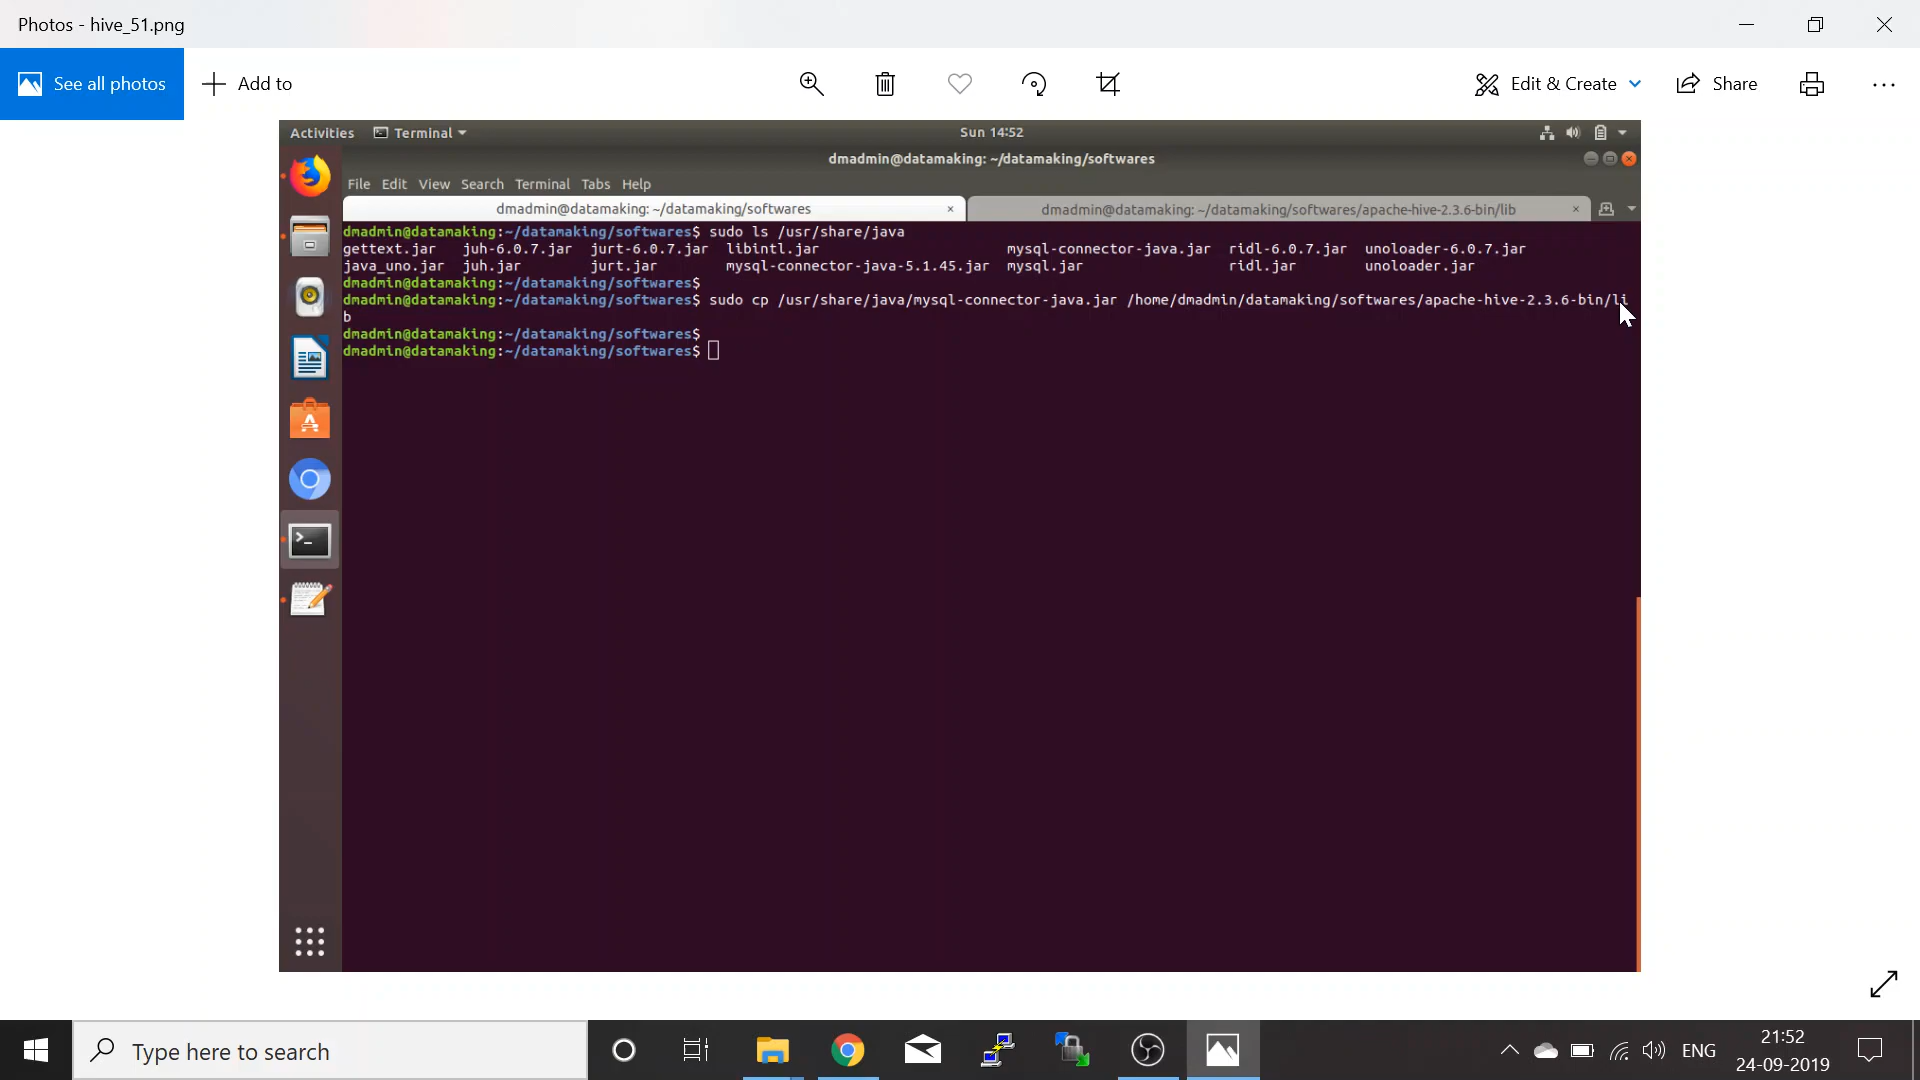 Photos - hive_51.png
See all photos
Add to
Edit & Create
Share
Activities
Terminal
Sun 14:52
dmadmin@datamaking: ~/datamaking/softwares
File Edit View Search Terminal Tabs Help
dmadmin@datamaking: ~/datamaking/softwares
dmadmin@datamaking: ~/datamaking/softwares/apache-hive-2.3.6-bin/lib
dmadmin@datamaking:~/datamaking/softwares$ sudo ls /usr/share/java
gettext.jar juh-6.0.7.jar jurt-6.0.7.jar libintl.jar mysql-connector-java.jar ridl-6.0.7.jar unoloader-6.0.7.jar
java_uno.jar juh.jar jurt.jar mysql-connector-java-5.1.45.jar mysql.jar ridl.jar unoloader.jar
dmadmin@datamaking:~/datamaking/softwares$
dmadmin@datamaking:~/datamaking/softwares$ sudo cp /usr/share/java/mysql-connector-java.jar /home/dmadmin/datamaking/softwares/apache-hive-2.3.6-bin/li
b
dmadmin@datamaking:~/datamaking/softwares$
dmadmin@datamaking:~/datamaking/softwares$
Type here to search
ENG
21:52
24-09-2019